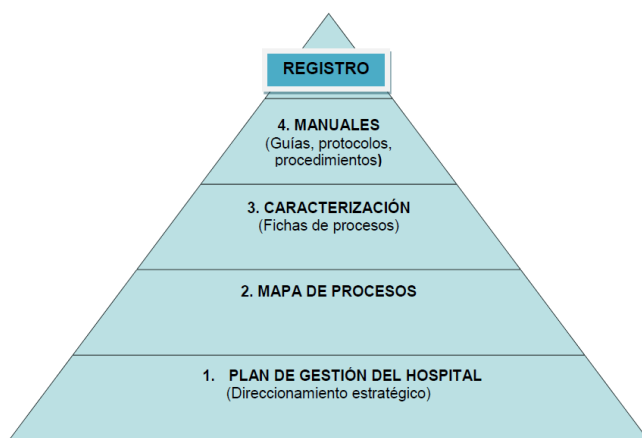 REGISTRO
4. MANUALES
(Guías, protocolos,
procedimientos)
3. CARACTERIZACIÓN
(Fichas de procesos)
2. MAPA DE PROCESOS
1. PLAN DE GESTIÓN DEL HOSPITAL
(Direccionamiento estratégico)